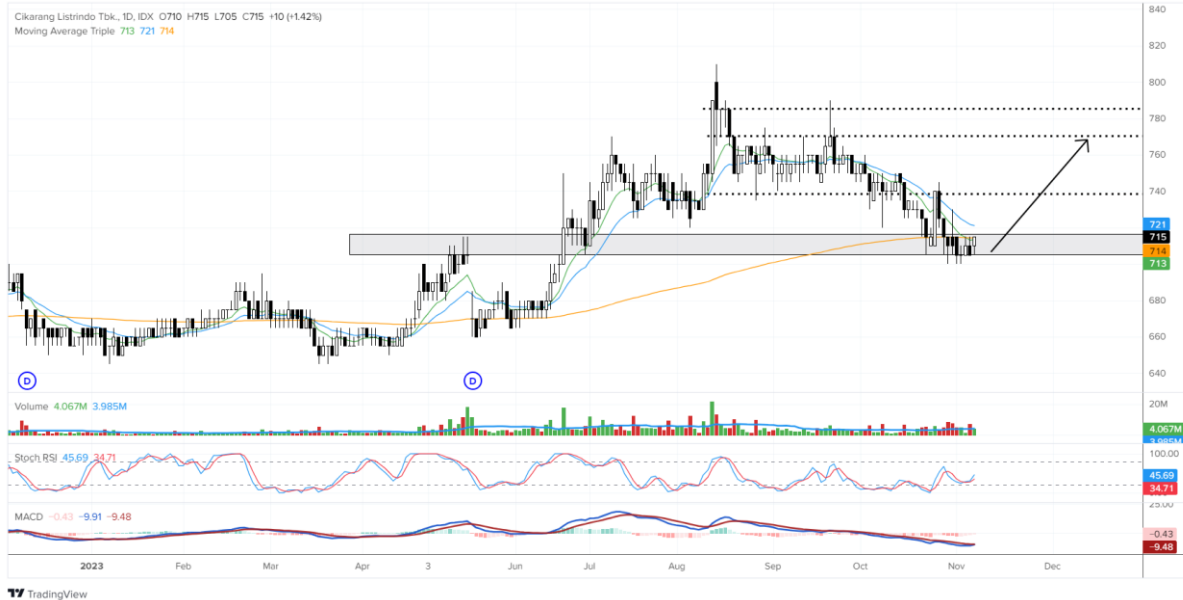 Cikarang Listrindo Tbk., 1D, IDX O710 H715 L705 C715 +10 (+1.42%)
Moving Average Triple 713 721 714
840
820
800
780
760
740
721
715
714
713
680
660
640
D
D
Volume 4.067M 3.985M
20M
4.067M
3.985M
Stoch RSI 45.69 34.71
100.00
45.69
34.71
25.00
MACD −0.43 −9.91 −9.48
−0.43
−9.48
2023 Feb Mar Apr 3 Jun Jul Aug Sep Oct Nov Dec
TradingView